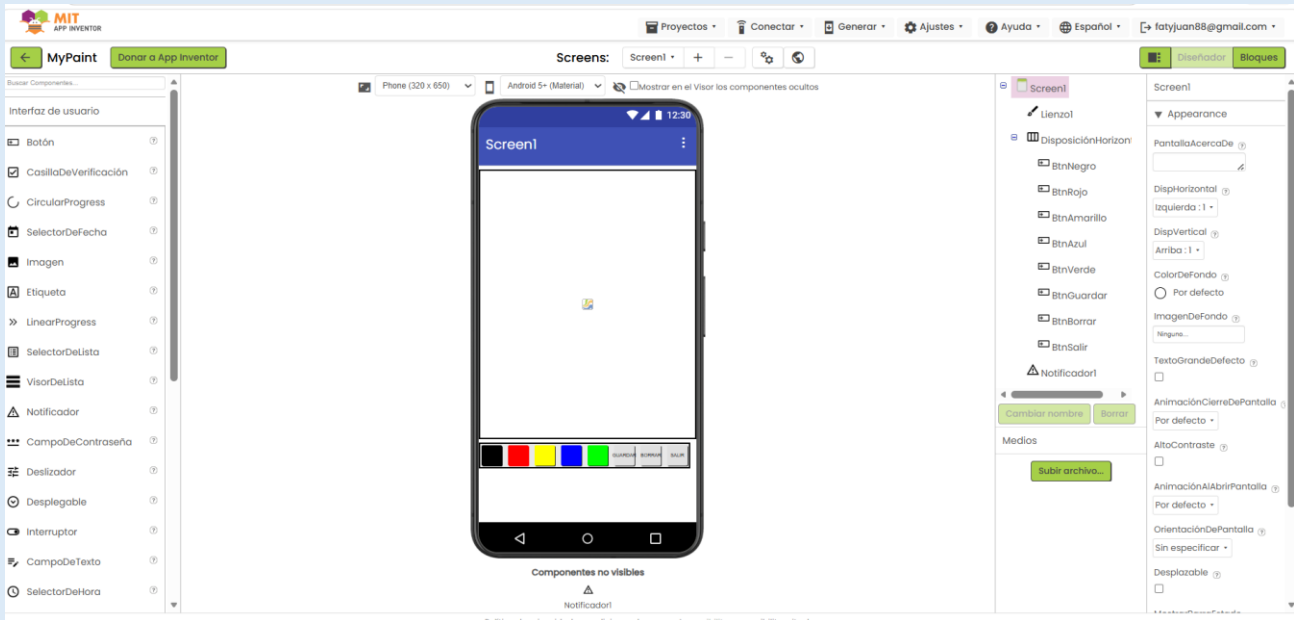 MIT
APP INVENTOR
Proyectos
Conectar
Generar
Ajustes
Ayuda
Español
fatyjuan88@gmail.com
MyPaint
Donar a App Inventor
Screens:
Screen1
Diseñador
Bloques
Buscar Componentes...
Interfaz de usuario
Botón
CasillaDeVerificación
CircularProgress
SelectorDeFecha
Imagen
Etiqueta
LinearProgress
SelectorDeLista
VisorDeLista
Notificador
CampoDeContraseña
Deslizador
Desplegable
Interruptor
CampoDeTexto
SelectorDeHora
Phone (320 x 650)
Android 5+ (Material)
Mostrar en el Visor los componentes ocultos
12:30
Screen1
GUARDAR
BORRAR
SALIR
Componentes no visibles
Notificador1
Screen1
Lienzo1
DisposiciónHorizon
BtnNegro
BtnRojo
BtnAmarillo
BtnAzul
BtnVerde
BtnGuardar
BtnBorrar
BtnSalir
Notificador1
Cambiar nombre
Borrar
Medios
Subir archivo...
Screen1
Appearance
PantallaAcercaDe
DispHorizontal
Izquierda : 1
DispVertical
Arriba : 1
ColorDeFondo
Por defecto
ImagenDeFondo
Ninguno...
TextoGrandeDefecto
AnimaciónCierreDePantalla
Por defecto
AltoContraste
AnimaciónAlAbrirPantalla
Por defecto
OrientaciónDePantalla
Sin especificar
Desplazable